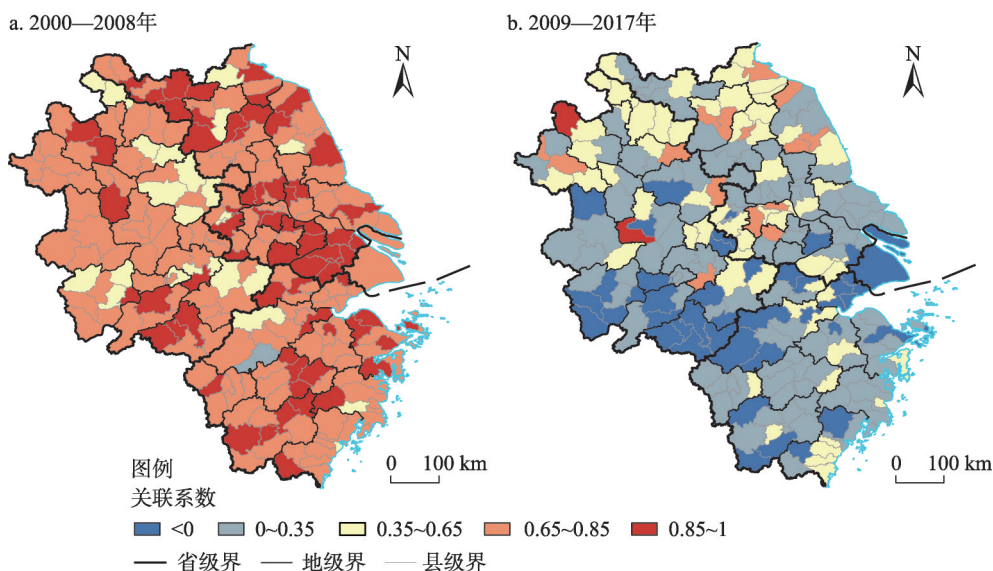 a. 2000—2008年
b. 2009—2017年
N
N
图例
关联系数
0 100 km
0 100 km
<0 0~0.35 0.35~0.65 0.65~0.85 0.85~1
省级界 地级界 县级界